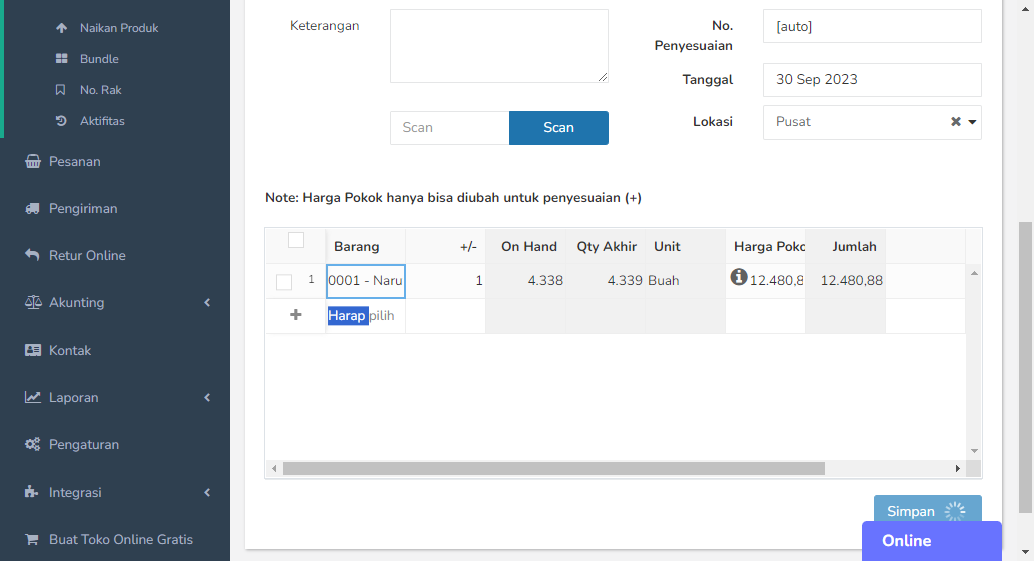 Naikan Produk
Bundle
No. Rak
Aktifitas
Pesanan
Pengiriman
Retur Online
Akunting
Kontak
Laporan
Pengaturan
Integrasi
Buat Toko Online Gratis
Keterangan
No. Penyesuaian
[auto]
Tanggal
30 Sep 2023
Scan
Scan
Lokasi
Pusat
Note: Harga Pokok hanya bisa diubah untuk penyesuaian (+)
Barang +/- On Hand Qty Akhir Unit Harga Poko Jumlah
1 0001 - Naru 1 4.338 4.339 Buah 12.480,8 12.480,88
Harap pilih
Simpan
Online